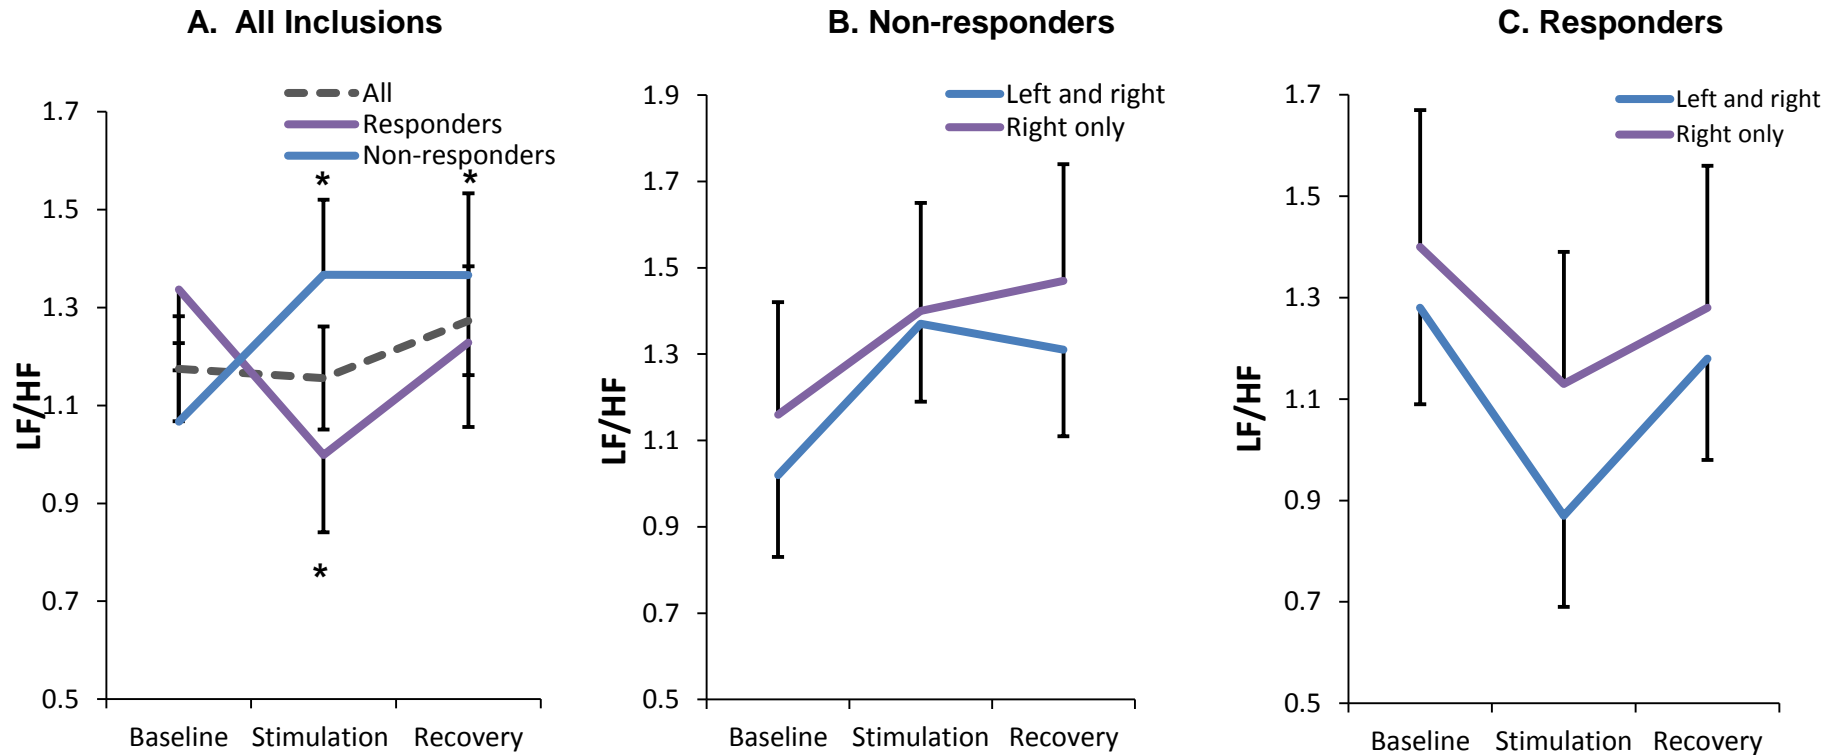 A.  All Inclusions
All
Responders
Non-responders
1.7
1.5
1.3
1.1
0.9
0.7
0.5
LF/HF
*
*
*
Baseline Stimulation Recovery
B. Non-responders
Left and right
Right only
1.9
1.7
1.5
1.3
1.1
0.9
0.7
0.5
LF/HF
Baseline Stimulation Recovery
C. Responders
Left and right
Right only
1.7
1.5
1.3
1.1
0.9
0.7
0.5
LF/HF
Baseline Stimulation Recovery